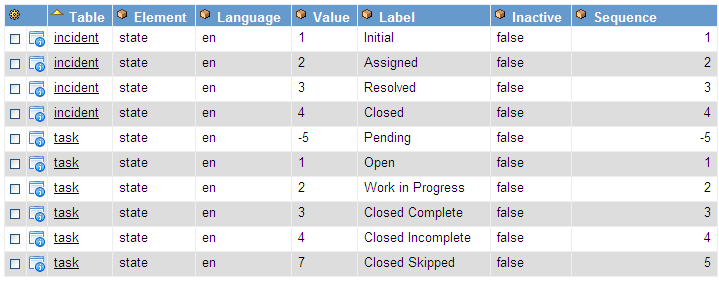 Table Element Language Value Label Inactive Sequence
incident state en 1 Initial false 1
incident state en 2 Assigned false 2
incident state en 3 Resolved false 3
incident state en 4 Closed false 4
task state en -5 Pending false -5
task state en 1 Open false 1
task state en 2 Work in Progress false 2
task state en 3 Closed Complete false 3
task state en 4 Closed Incomplete false 4
task state en 7 Closed Skipped false 5